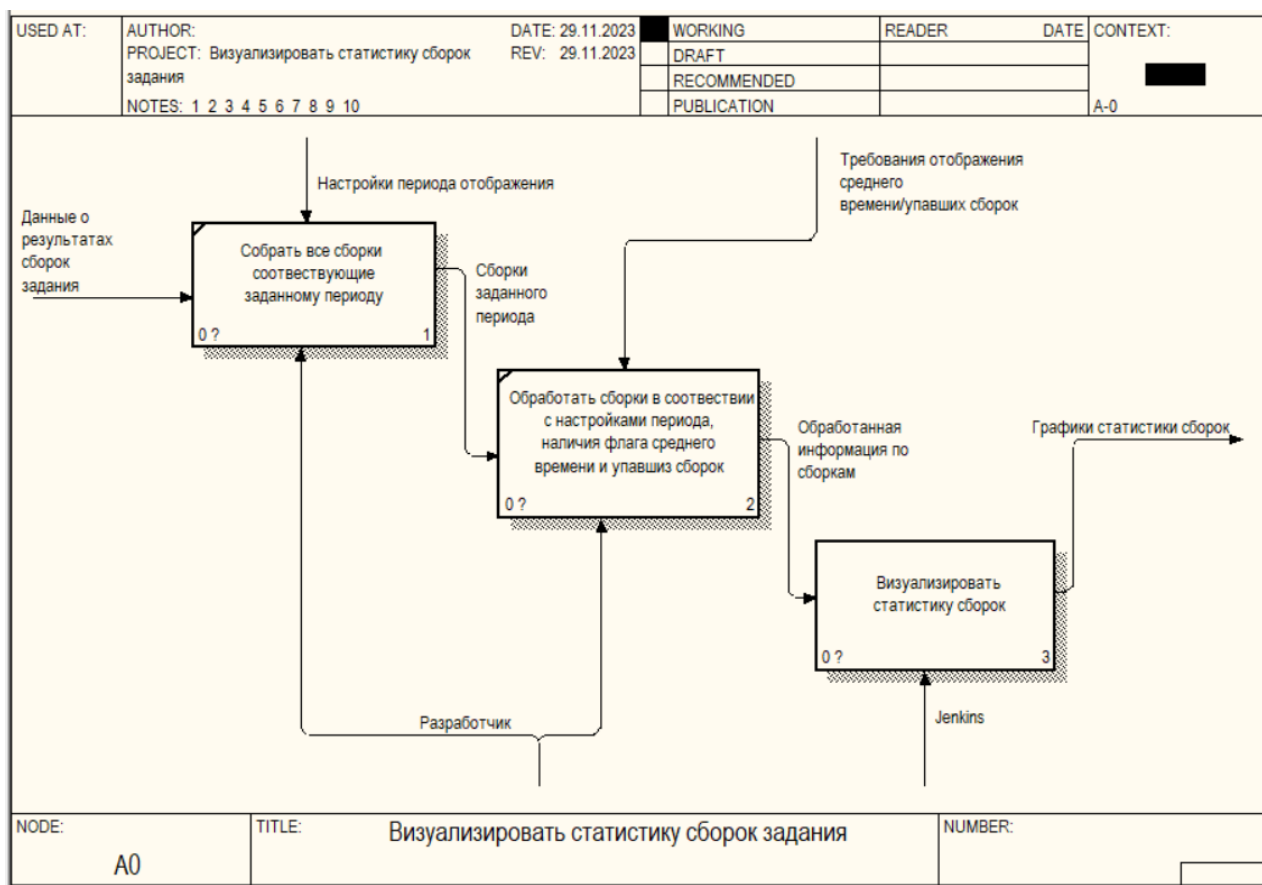 USED AT:
AUTHOR:
DATE: 29.11.2023
PROJECT: Визуализировать статистику сборок
задания
REV: 29.11.2023
NOTES: 1 2 3 4 5 6 7 8 9 10
WORKING
DRAFT
RECOMMENDED
PUBLICATION
READER
DATE
CONTEXT:
A-0
Настройки периода отображения
Требования отображения
среднего
времени/упавших сборок
Данные о
результатах
сборок
задания
Собрать все сборки
соотвествующие
заданному периоду
0 ?
1
Сборки
заданного
периода
Обработать сборки в соотвествии
с настройками периода,
наличия флага среднего
времени и упавшиз сборок
0 ?
2
Обработанная
информация по
сборкам
Графики статистики сборок
Визуализировать
статистику сборок
0 ?
3
Разработчик
Jenkins
NODE:
A0
TITLE:
Визуализировать статистику сборок задания
NUMBER: